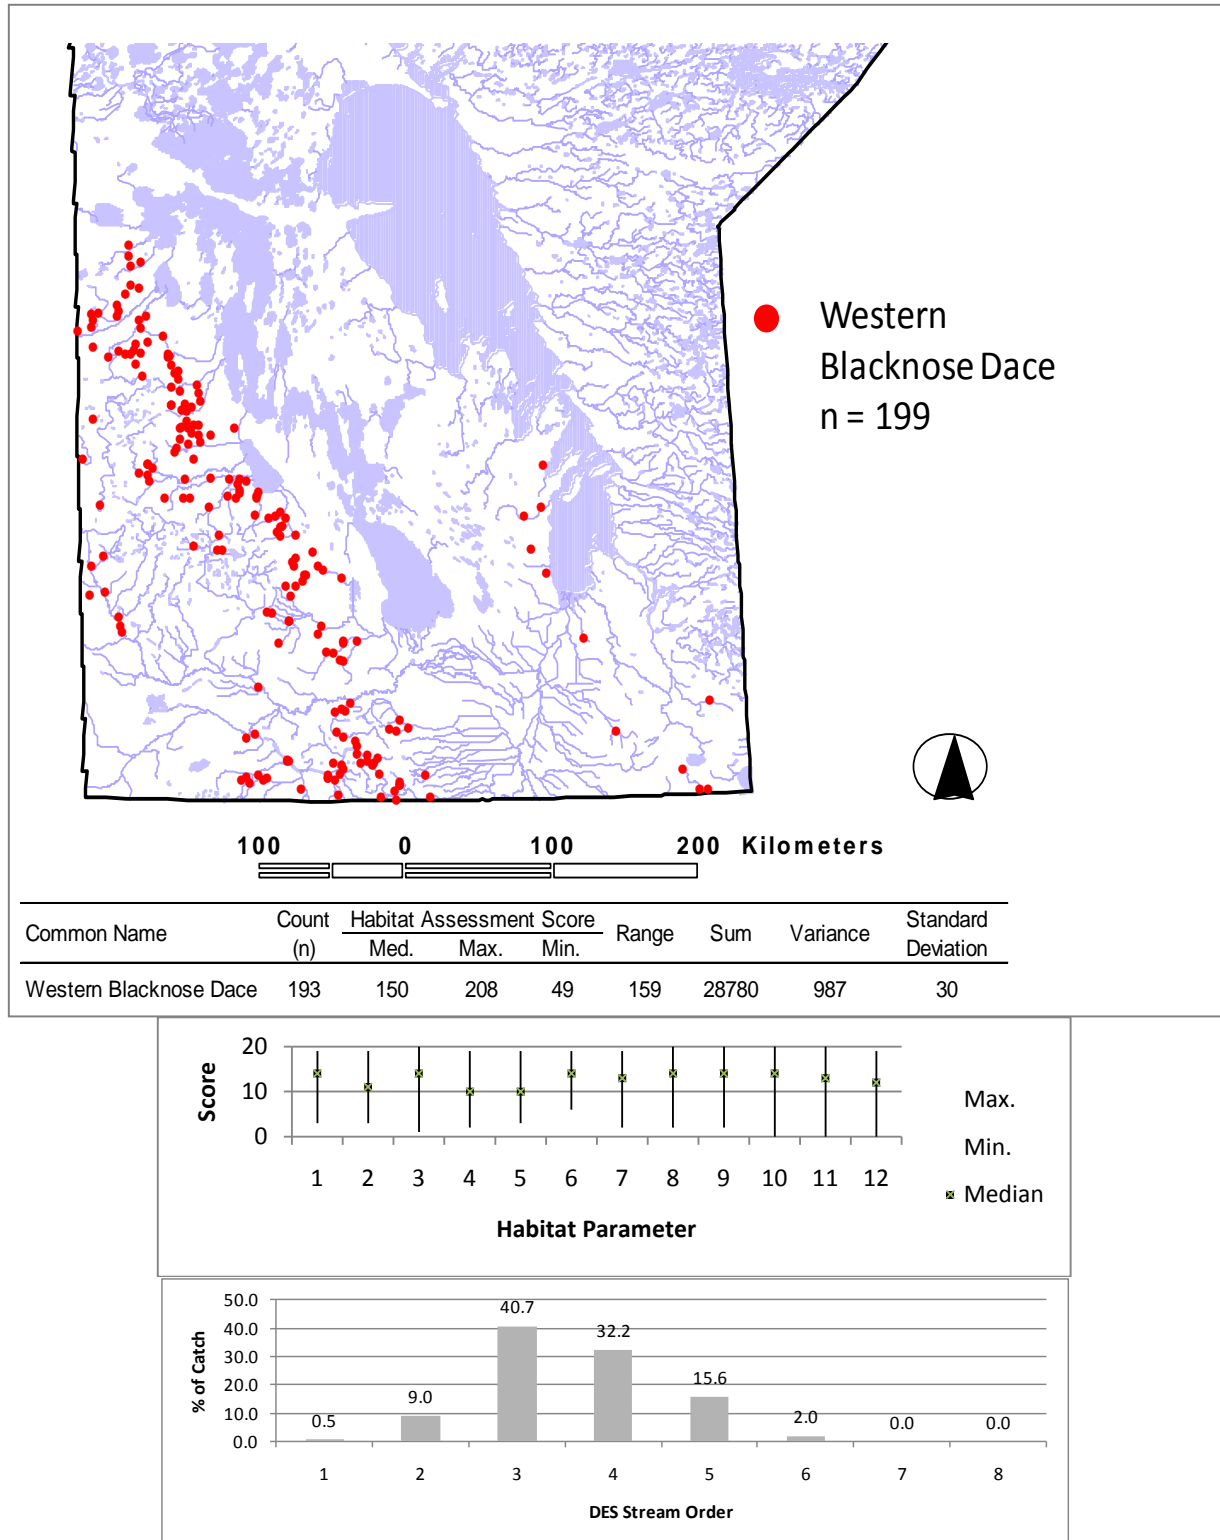 Western
Blacknose Dace
n = 199
100 0 100 200 Kilometers
Common Name Count (n) Habitat Assessment Score Range Sum Variance Standard Deviation
Med. Max. Min.
Western Blacknose Dace 193 150 208 49 159 28780 987 30
20
10
0
Score
1 2 3 4 5 6 7 8 9 10 11 12
Habitat Parameter
Max.
Min.
Median
50.0
40.0
30.0
20.0
10.0
0.0
% of Catch
0.5 9.0 40.7 32.2 15.6 2.0 0.0 0.0
1 2 3 4 5 6 7 8
DES Stream Order